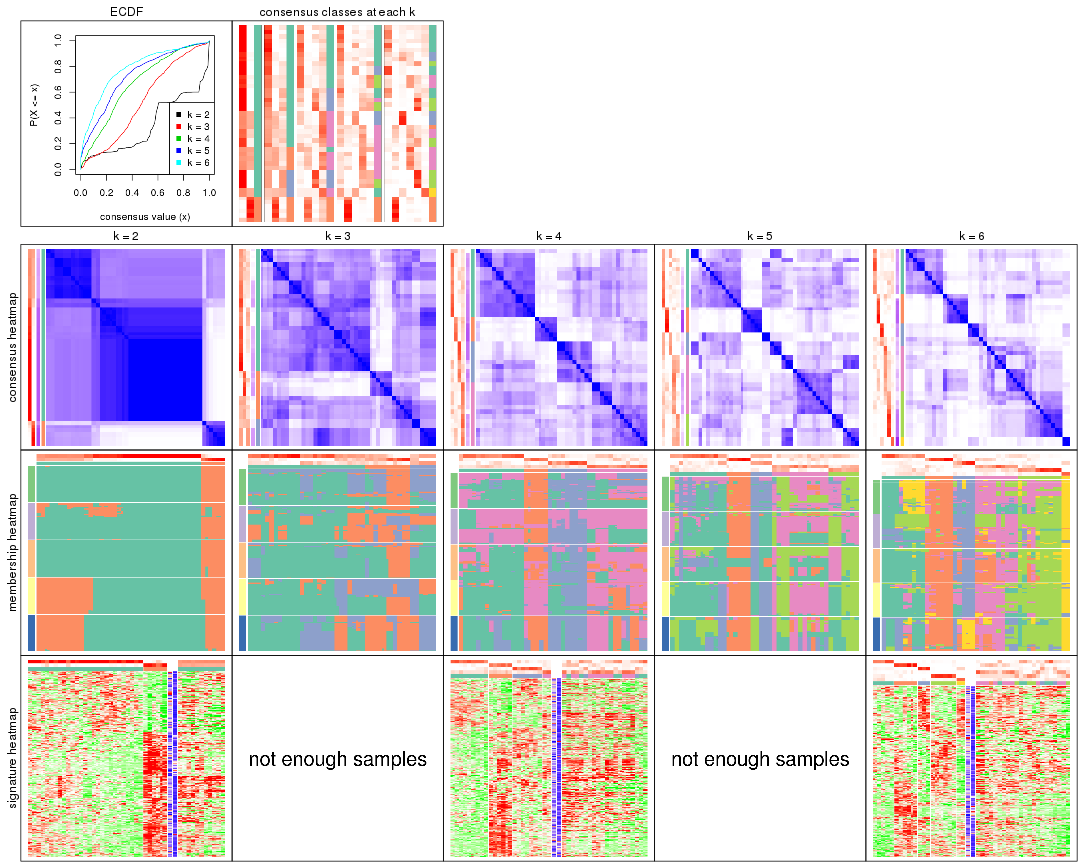 ECDF
consensus classes at each k
P(X <= x)
1.0
0.8
0.6
0.4
0.2
0.0
k = 2
k = 3
k = 4
k = 5
k = 6
0.0 0.2 0.4 0.6 0.8 1.0
consensus value (x)
k = 2 k = 3 k = 4 k = 5 k = 6
consensus heatmap
membership heatmap
signature heatmap
not enough samples
not enough samples